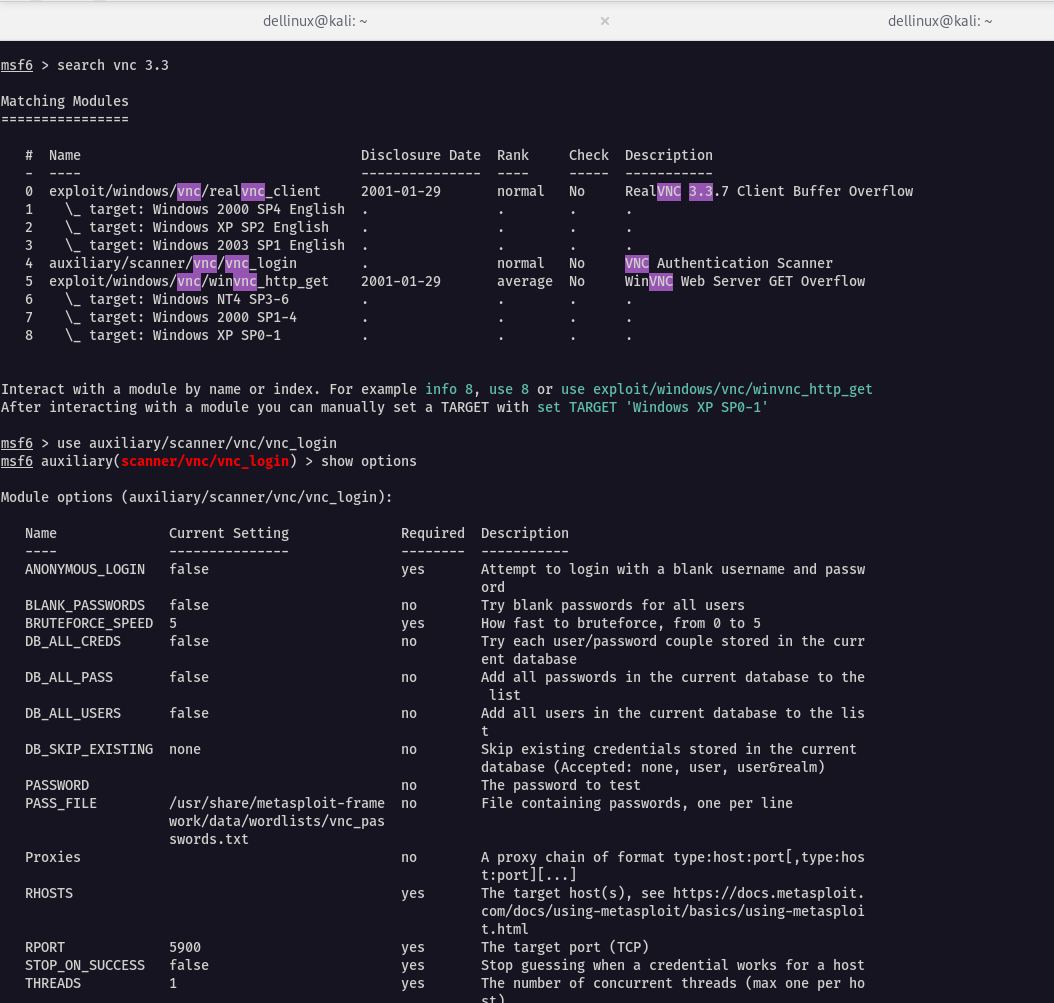 dellinux@kali: ~ × dellinux@kali: ~
msf6 > search vnc 3.3
Matching Modules
================
# Name Disclosure Date Rank Check Description
- ---- --------------- ---- ----- -----------
0 exploit/windows/vnc/realvnc_client 2001-01-29 normal No RealVNC 3.3.7 Client Buffer Overflow
1 \_ target: Windows 2000 SP4 English . . . .
2 \_ target: Windows XP SP2 English . . . .
3 \_ target: Windows 2003 SP1 English . . . .
4 auxiliary/scanner/vnc/vnc_login . normal No VNC Authentication Scanner
5 exploit/windows/vnc/winvnc_http_get 2001-01-29 average No WinVNC Web Server GET Overflow
6 \_ target: Windows NT4 SP3-6 . . . .
7 \_ target: Windows 2000 SP1-4 . . . .
8 \_ target: Windows XP SP0-1 . . . .
Interact with a module by name or index. For example info 8, use 8 or use exploit/windows/vnc/winvnc_http_get
After interacting with a module you can manually set a TARGET with set TARGET 'Windows XP SP0-1'
msf6 > use auxiliary/scanner/vnc/vnc_login
msf6 auxiliary(scanner/vnc/vnc_login) > show options
Module options (auxiliary/scanner/vnc/vnc_login):
Name Current Setting Required Description
---- --------------- -------- -----------
ANONYMOUS_LOGIN false yes Attempt to login with a blank username and passw
ord
BLANK_PASSWORDS false no Try blank passwords for all users
BRUTEFORCE_SPEED 5 yes How fast to bruteforce, from 0 to 5
DB_ALL_CREDS false no Try each user/password couple stored in the curr
ent database
DB_ALL_PASS false no Add all passwords in the current database to the
list
DB_ALL_USERS false no Add all users in the current database to the lis
t
DB_SKIP_EXISTING none no Skip existing credentials stored in the current
database (Accepted: none, user, user&realm)
PASSWORD no The password to test
PASS_FILE /usr/share/metasploit-frame no File containing passwords, one per line
work/data/wordlists/vnc_pas
swords.txt
Proxies no A proxy chain of format type:host:port[,type:hos
t:port][...]
RHOSTS yes The target host(s), see https://docs.metasploit.
com/docs/using-metasploit/basics/using-metasploi
t.html
RPORT 5900 yes The target port (TCP)
STOP_ON_SUCCESS false yes Stop guessing when a credential works for a host
THREADS 1 yes The number of concurrent threads (max one per ho
st)